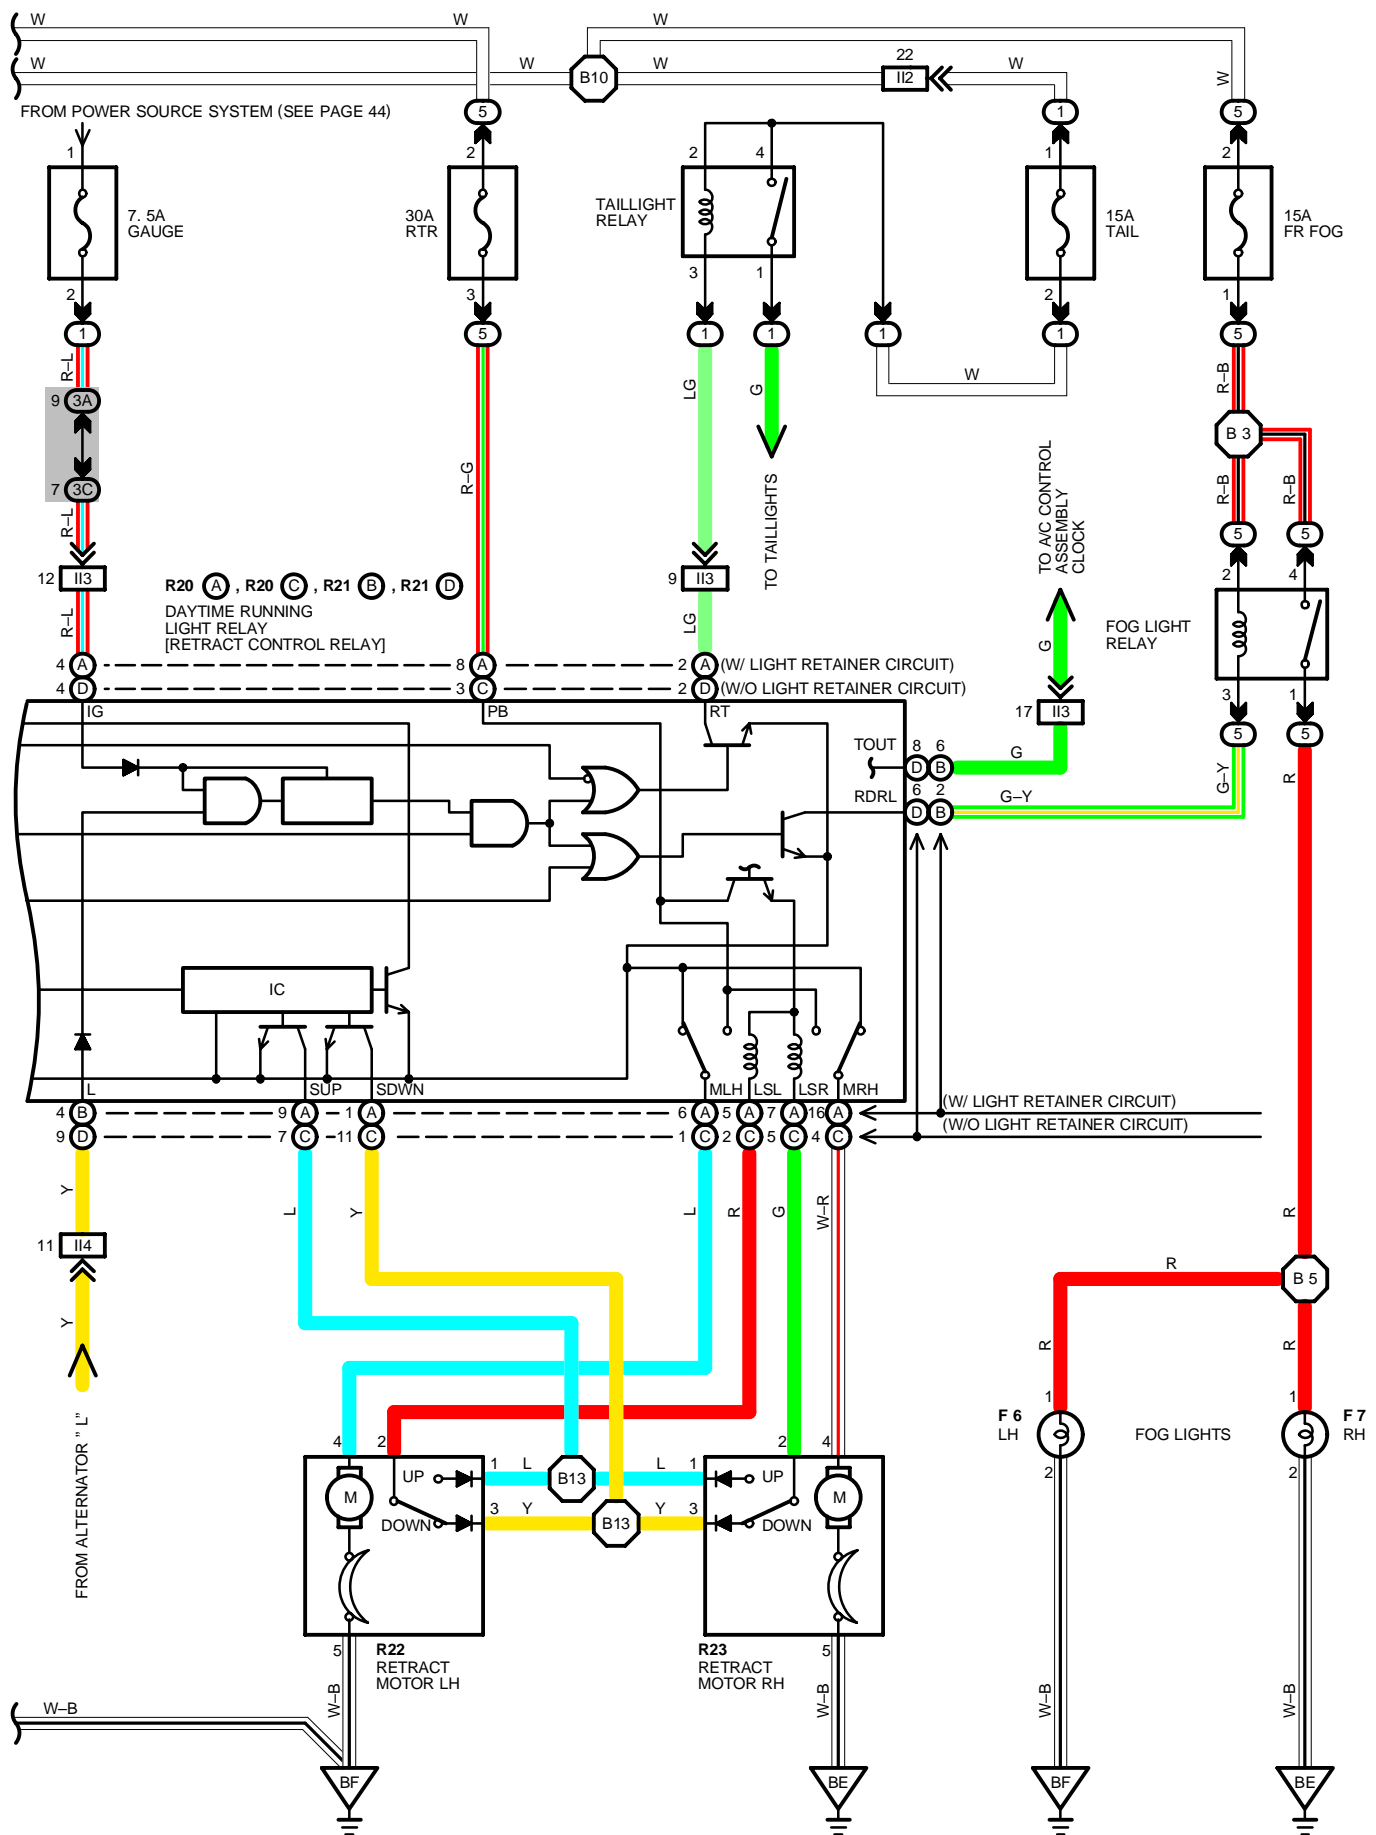 W W W
W W W 22 II2 W W
B10
FROM POWER SOURCE SYSTEM (SEE PAGE 44)
5 1 5
1 2 2 4 1 2
7. 5A
GAUGE
30A
RTR
TAILLIGHT
RELAY
15A
TAIL
15A
FR FOG
2 3 3 1 2 1
1 5 1 1 1 1 5
R–L
W
LG
G
R–B
9 3A
B 3
7 3C
R–L
R–G
TO TAILLIGHTS
TO A/C CONTROL
ASSEMBLY
CLOCK
R–B R–B
5 5
12 II3
9 II3
2 4
R20 A , R20 C , R21 B , R21 D
DAYTIME RUNNING
LIGHT RELAY
[RETRACT CONTROL RELAY]
R–L
LG
G
FOG LIGHT
RELAY
4 A 8 A 2 A (W/ LIGHT RETAINER CIRCUIT)
4 D 3 C 2 D (W/O LIGHT RETAINER CIRCUIT)
3 1
IG PB RT
17 II3
5 5
TOUT 8 D 6 B G
G–Y
R
RDRL 6 D 2 B G–Y
IC
L SUP SDWN MLH LSL LSR MRH
4 B 9 A 1 A 6 A 5 A 7 A 16 A (W/ LIGHT RETAINER CIRCUIT)
9 D 7 C 11 C 1 C 2 C 5 C 4 C (W/O LIGHT RETAINER CIRCUIT)
Y L Y L R G W–R R
11 II4
R
B 5
Y
R R
FROM ALTERNATOR " L"
1 1
F 6
LH
FOG LIGHTS
F 7
RH
4 2 2 4
2 2
M UP 1 L B13 L 1 UP M
DOWN 3 Y B13 Y 3 DOWN
5 5
R22
RETRACT
MOTOR LH
R23
RETRACT
MOTOR RH
W–B
W–B W–B W–B W–B
BF BE BF BE